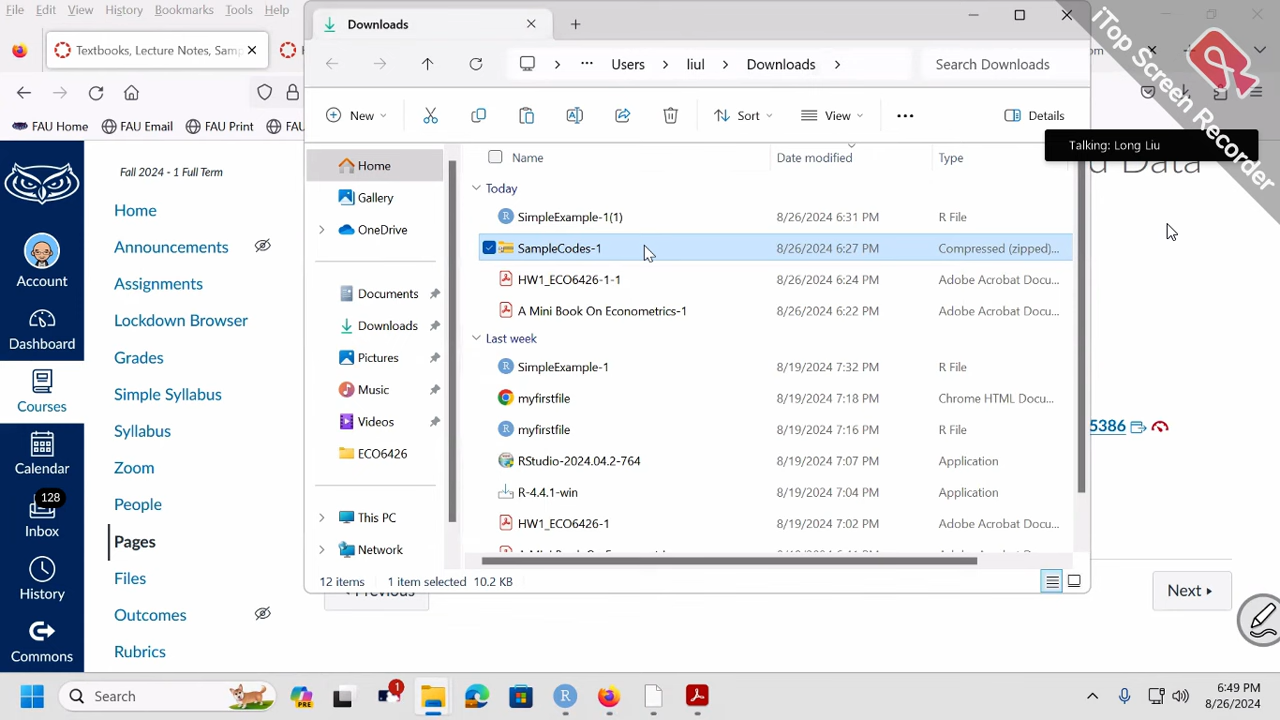 File Edit View History Bookmarks Tools Help
Downloads
Textbooks, Lecture Notes, Sam
Users liul Downloads
Search Downloads
FAU Home FAU Email FAU Print FAU
New Sort View Details
Talking: Long Liu
Name Date modified Type
Today
SimpleExample-1(1) 8/26/2024 6:31 PM R File
SampleCodes-1 8/26/2024 6:27 PM Compressed (zipped)...
HW1_ECO6426-1-1 8/26/2024 6:24 PM Adobe Acrobat Docu...
A Mini Book On Econometrics-1 8/26/2024 6:22 PM Adobe Acrobat Docu...
Last week
SimpleExample-1 8/19/2024 7:32 PM R File
myfirstfile 8/19/2024 7:18 PM Chrome HTML Docu...
myfirstfile 8/19/2024 7:16 PM R File
RStudio-2024.04.2-764 8/19/2024 7:07 PM Application
R-4.4.1-win 8/19/2024 7:04 PM Application
HW1_ECO6426-1 8/19/2024 7:02 PM Adobe Acrobat Docu...
Home
Gallery
OneDrive
Documents
Downloads
Pictures
Music
Videos
ECO6426
This PC
Network
12 items 1 item selected 10.2 KB
Fall 2024 - 1 Full Term
Home
Announcements
Assignments
Lockdown Browser
Grades
Simple Syllabus
Syllabus
Zoom
People
Pages
Files
Outcomes
Rubrics
Account
Dashboard
Courses
Calendar
128
Inbox
History
Commons
u Data
5386
Previous
Next
iTop Screen Recorder
Search
PRE
1
6:49 PM
8/26/2024